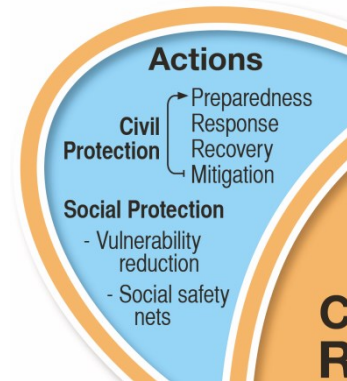 Actions
Civil Protection
Preparedness
Response
Recovery
Mitigation
Social Protection
- Vulnerability
reduction
- Social safety
nets
C
R